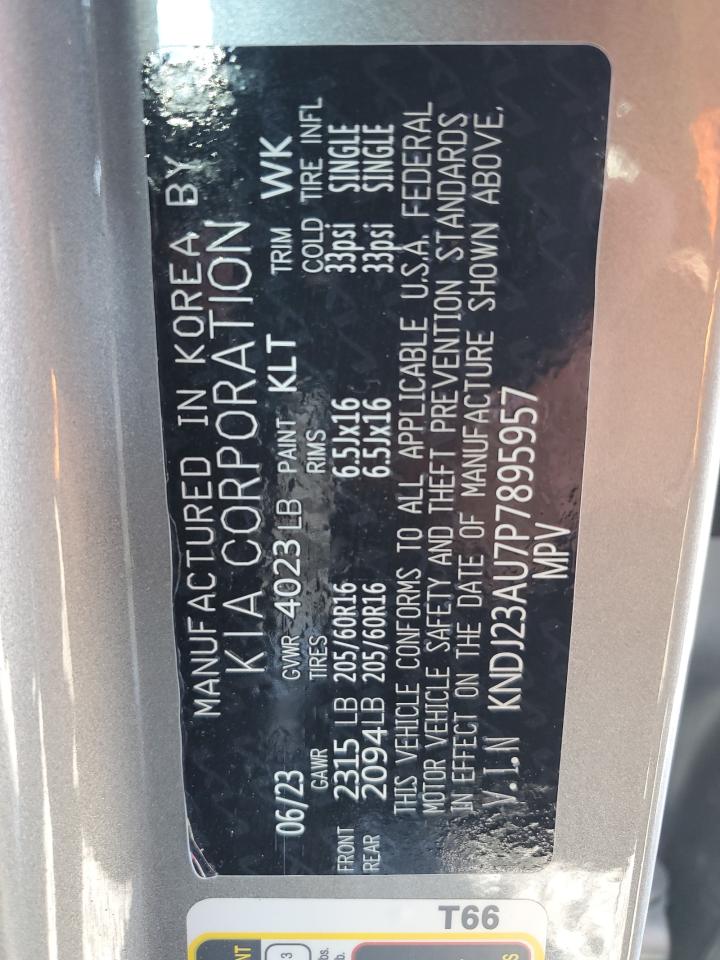 MANUFACTURED IN KOREA BY
KIA CORPORATION
06/23 GVWR 4023 LB PAINT KLT TRIM WK
GAWR TIRES RIMS COLD TIRE INFL
FRONT 2315 LB 205/60R16 6.5Jx16 33psi SINGLE
REAR 2094LB 205/60R16 6.5Jx16 33psi SINGLE
THIS VEHICLE CONFORMS TO ALL APPLICABLE U.S.A. FEDERAL
MOTOR VEHICLE SAFETY AND THEFT PREVENTION STANDARDS
IN EFFECT ON THE DATE OF MANUFACTURE SHOWN ABOVE.
V.I.N KNDJ23AU7P7895957
MPV
T66
3